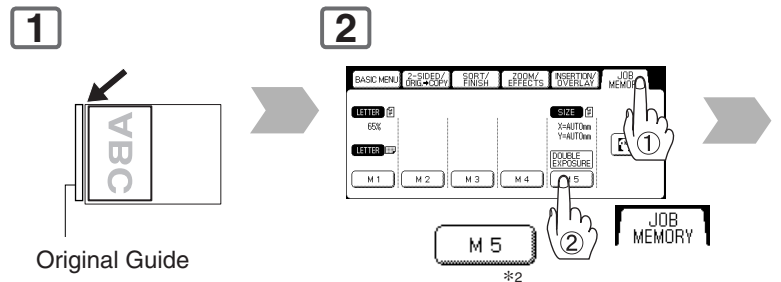 1
2
ABC
Original Guide
BASIC MENU
2-SIDED/
ORIG.➔COPY
SORT/
FINISH
ZOOM/
EFFECTS
INSERTION/
OVERLAY
JOB
MEMORY
LETTER
65%
LETTER
SIZE
X=AUTOmm
Y=AUTOmm
DOUBLE
EXPOSURE
M 1
M 2
M 3
M 4
M 5
1
2
M 5
*2
JOB
MEMORY